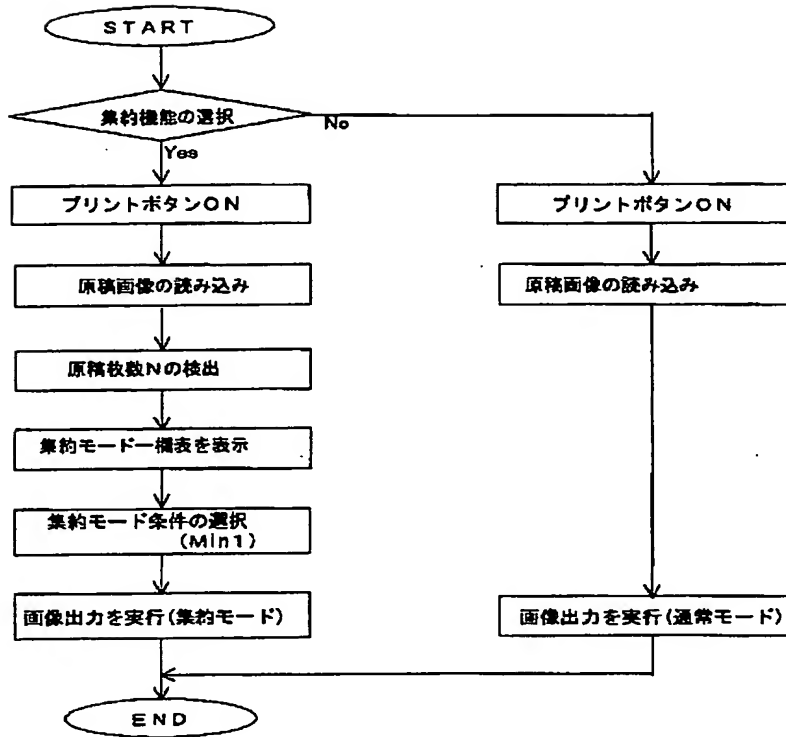 START
集約機能の選択
No
Yes
プリントボタンON
プリントボタンON
原稿画像の読み込み
原稿画像の読み込み
原稿枚数Nの検出
集約モード一欄表を表示
集約モード条件の選択
(Min1)
画像出力を実行(集約モード)
画像出力を実行(通常モード)
END